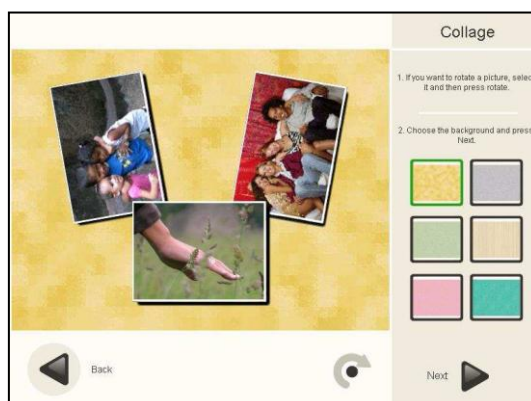 Collage
1. If you want to rotate a picture, selec
it and then press rotate.
2. Choose the background and press
Next.
Back
Next